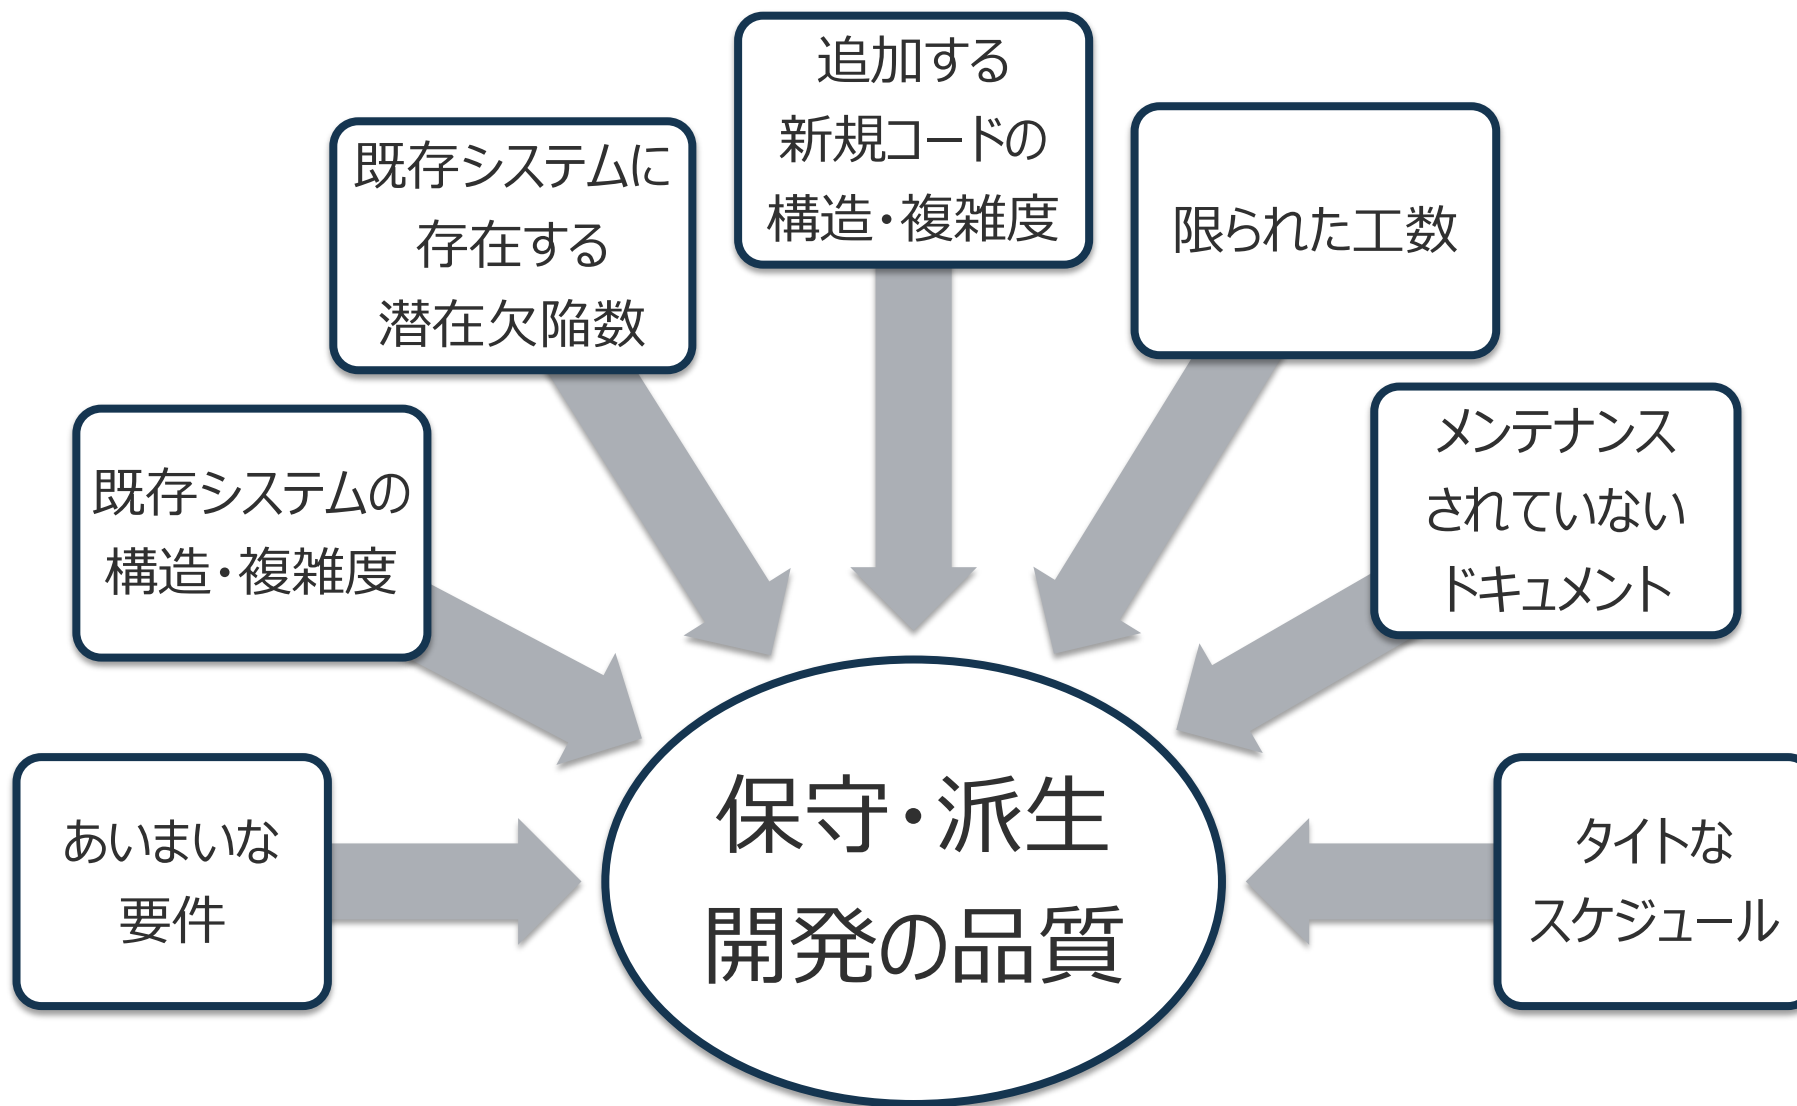 追加する
新規コードの
構造・複雑度
既存システムに
存在する
潜在欠陥数
限られた工数
既存システムの
構造・複雑度
メンテナンス
されていない
ドキュメント
あいまいな
要件
保守・派生
開発の品質
タイトな
スケジュール